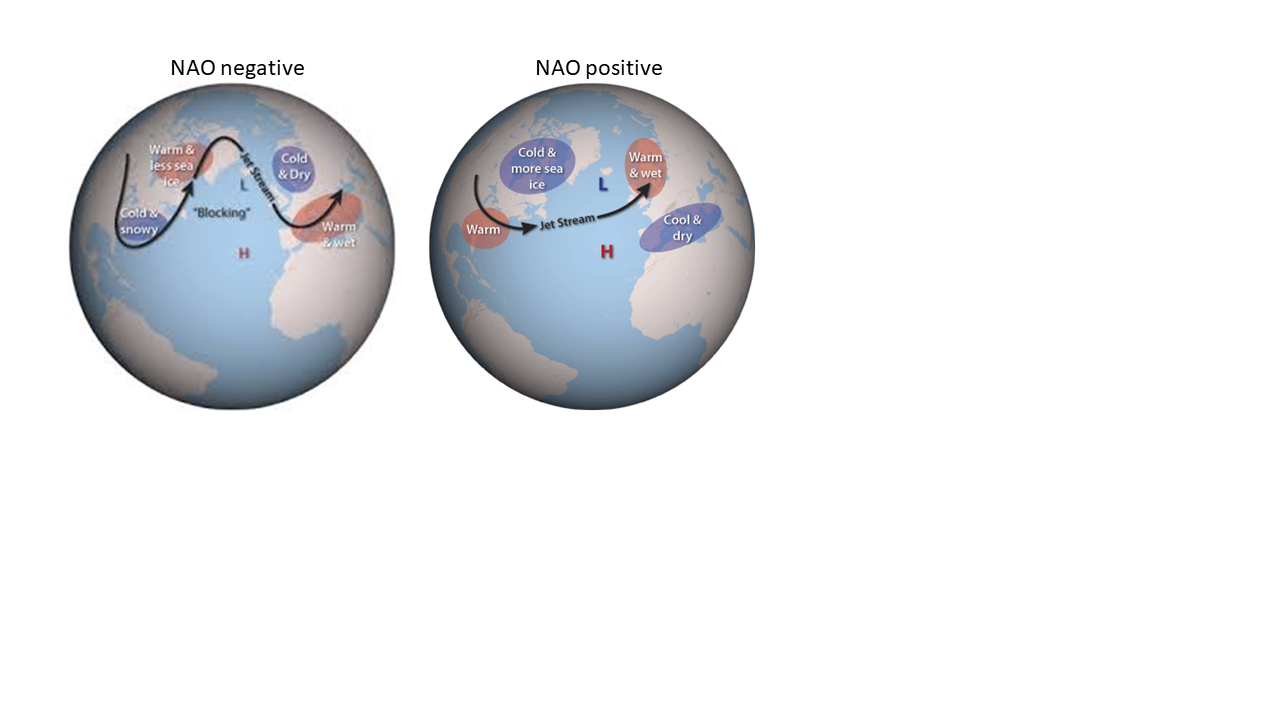 NAO negative
Warm &
less sea
ice
Cold &
snowy
Jet Stream
Cold
& Dry
L
"Blocking"
Warm
& wet
H
NAO positive
Cold &
more sea
ice
Warm
& wet
L
Warm
Jet Stream
Cool &
dry
H